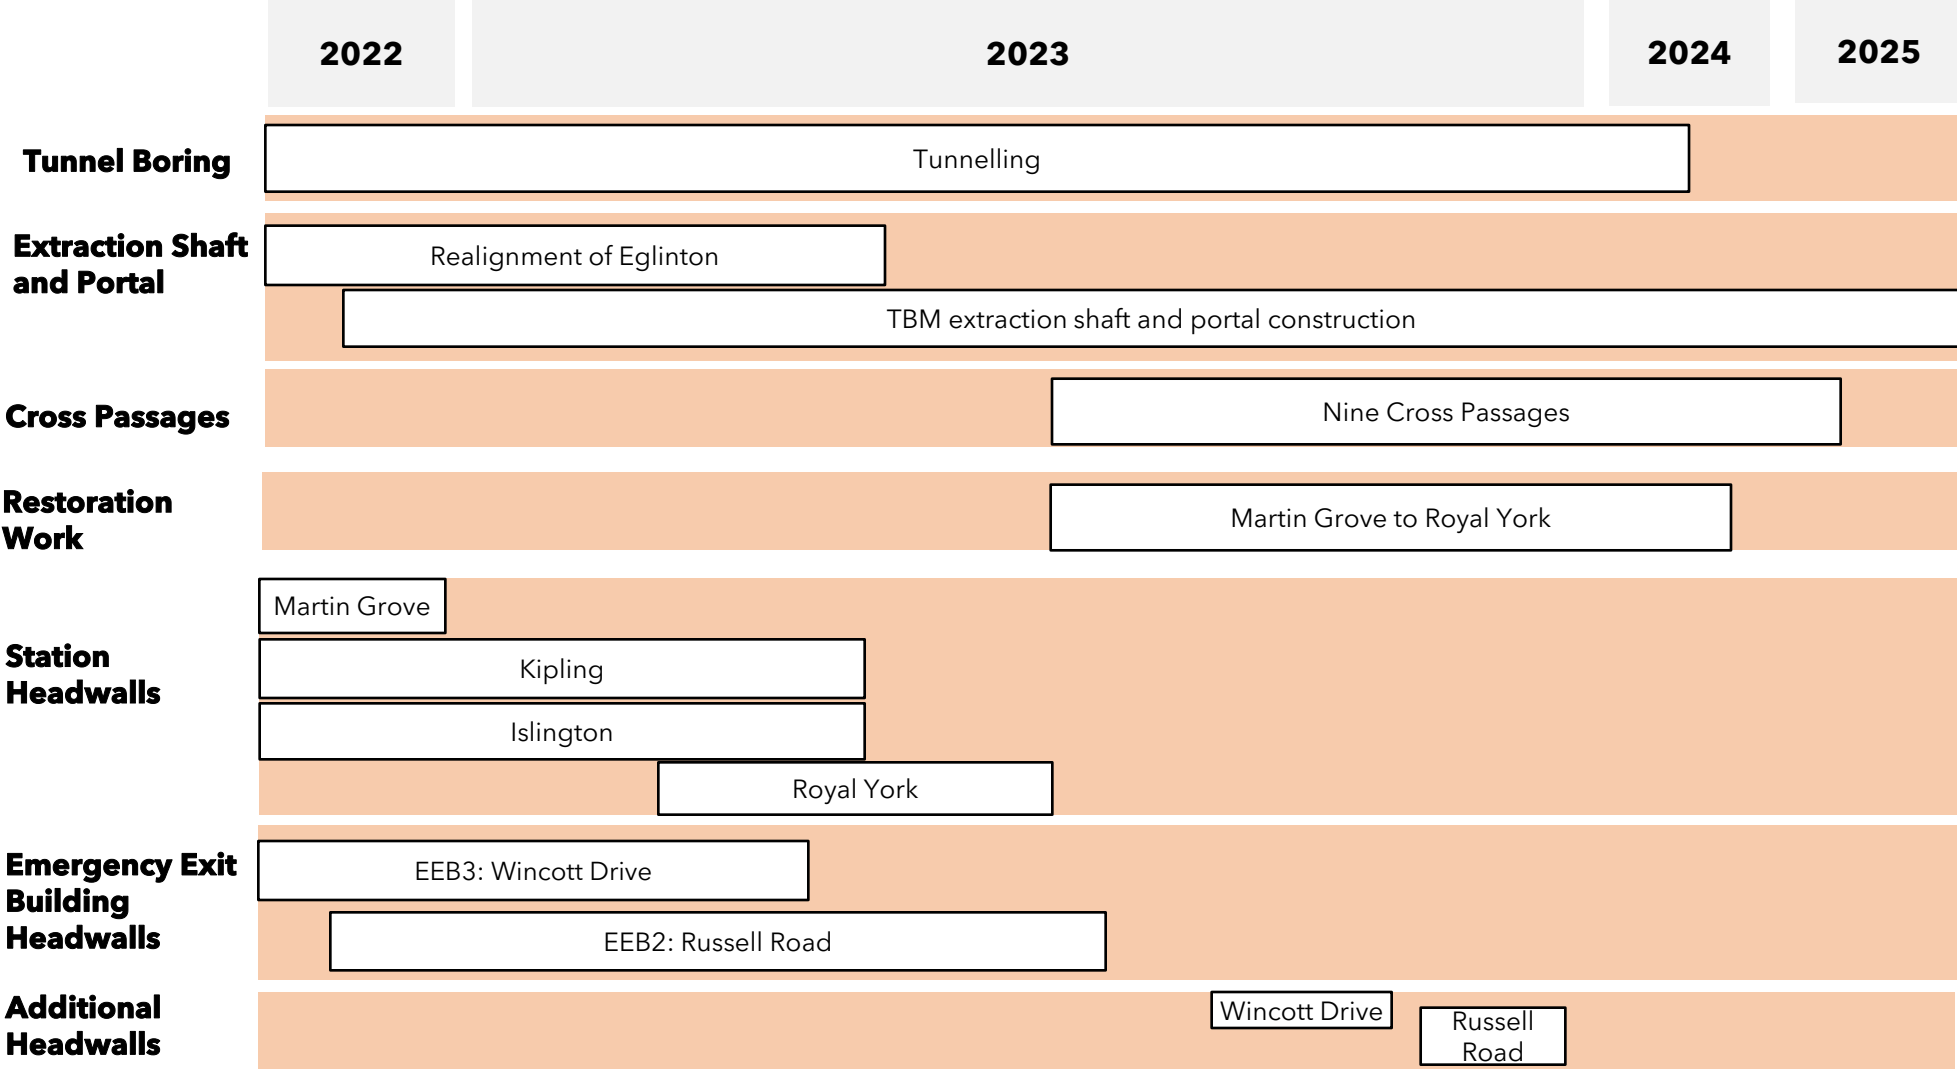 2022
2023
2024
2025
Tunnel Boring
Tunnelling
Extraction Shaft
and Portal
Realignment of Eglinton
TBM extraction shaft and portal construction
Cross Passages
Nine Cross Passages
Restoration
Work
Martin Grove to Royal York
Station
Headwalls
Martin Grove
Kipling
Islington
Royal York
Emergency Exit
Building
Headwalls
EEB3: Wincott Drive
EEB2: Russell Road
Additional
Headwalls
Wincott Drive
Russell
Road